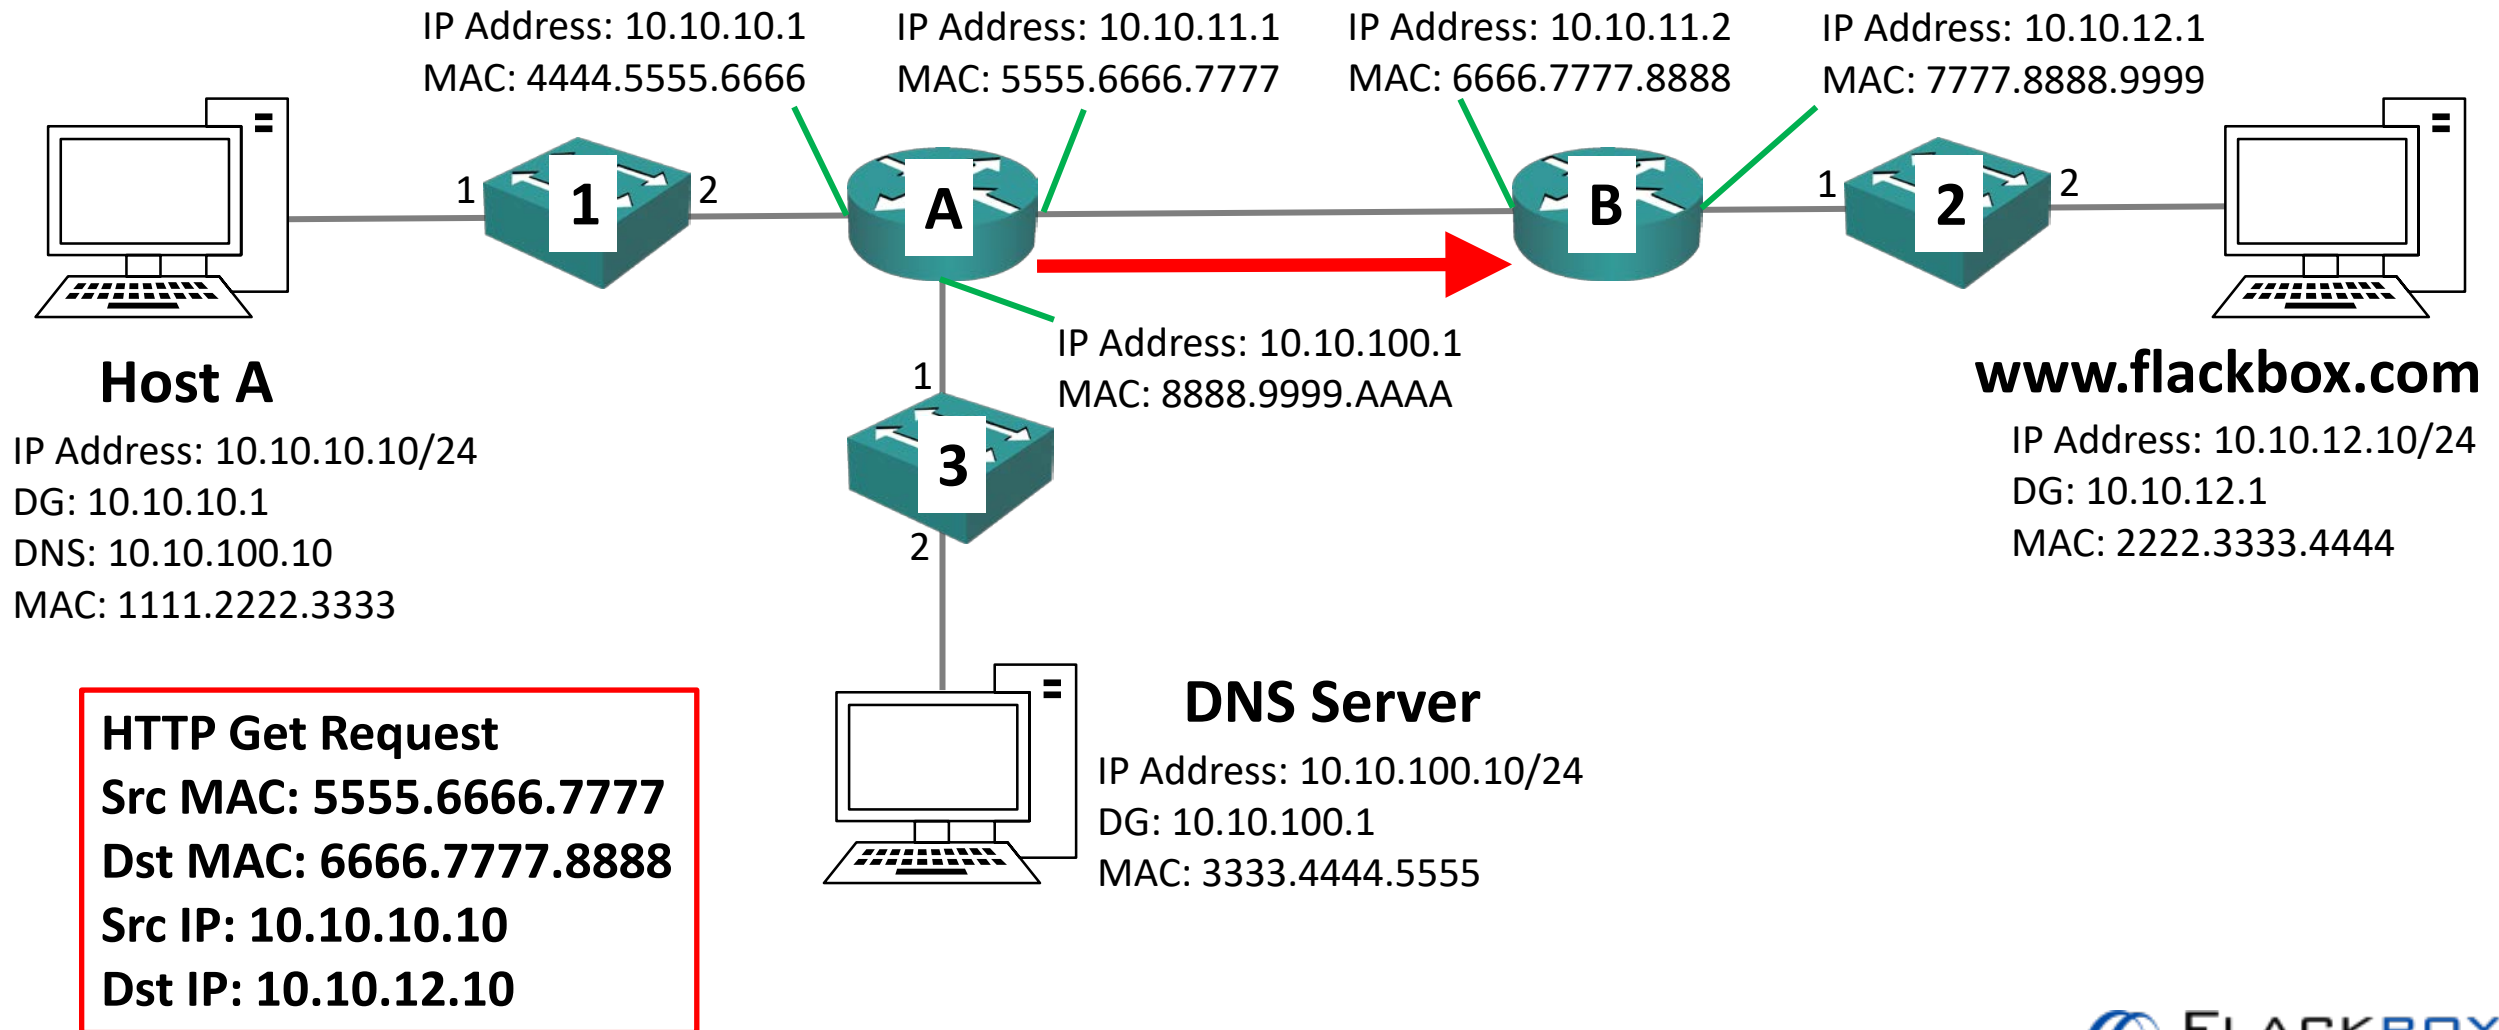 IP Address: 10.10.10.1
MAC: 4444.5555.6666
IP Address: 10.10.11.1
MAC: 5555.6666.7777
IP Address: 10.10.11.2
MAC: 6666.7777.8888
IP Address: 10.10.12.1
MAC: 7777.8888.9999
1
1
2
A
B
1
2
2
IP Address: 10.10.100.1
MAC: 8888.9999.AAAA
Host A
IP Address: 10.10.10.10/24
DG: 10.10.10.1
DNS: 10.10.100.10
MAC: 1111.2222.3333
1
3
2
www.flackbox.com
IP Address: 10.10.12.10/24
DG: 10.10.12.1
MAC: 2222.3333.4444
HTTP Get Request
Src MAC: 5555.6666.7777
Dst MAC: 6666.7777.8888
Src IP: 10.10.10.10
Dst IP: 10.10.12.10
DNS Server
IP Address: 10.10.100.10/24
DG: 10.10.100.1
MAC: 3333.4444.5555
FLACKBOX